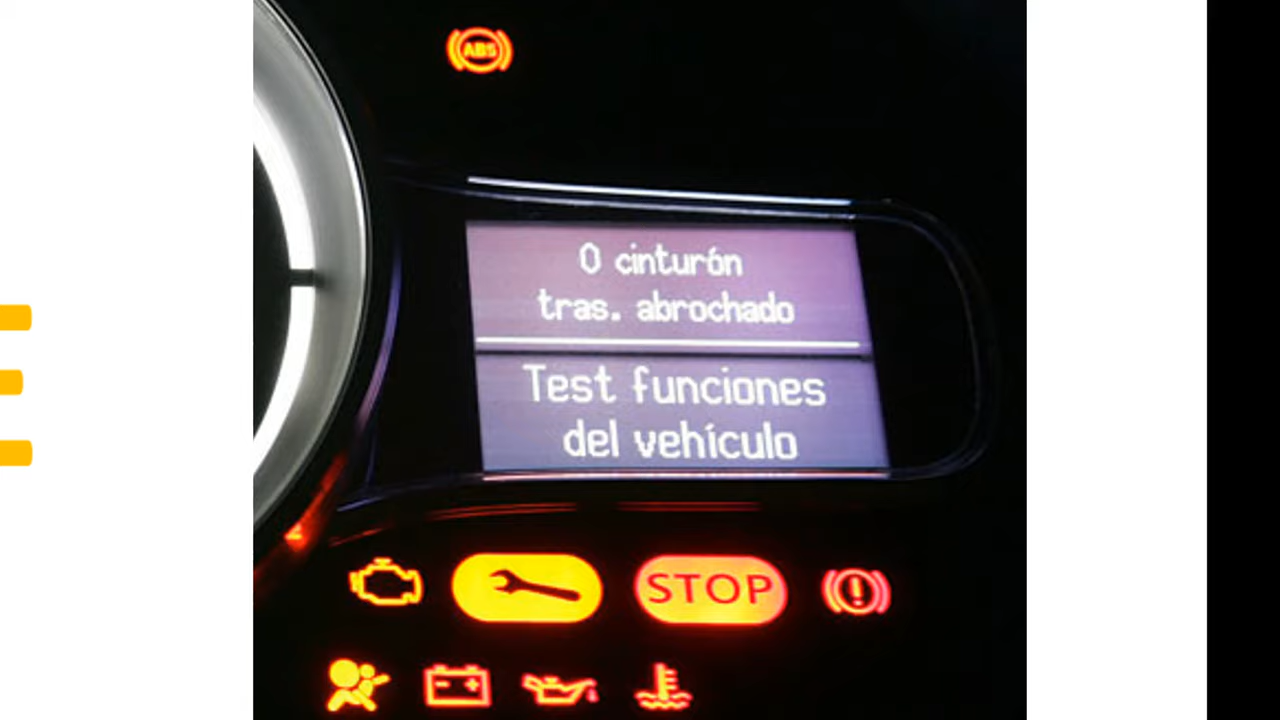 ABS
0 cinturón
tras. abrochado
Test funciones
del vehículo
STOP